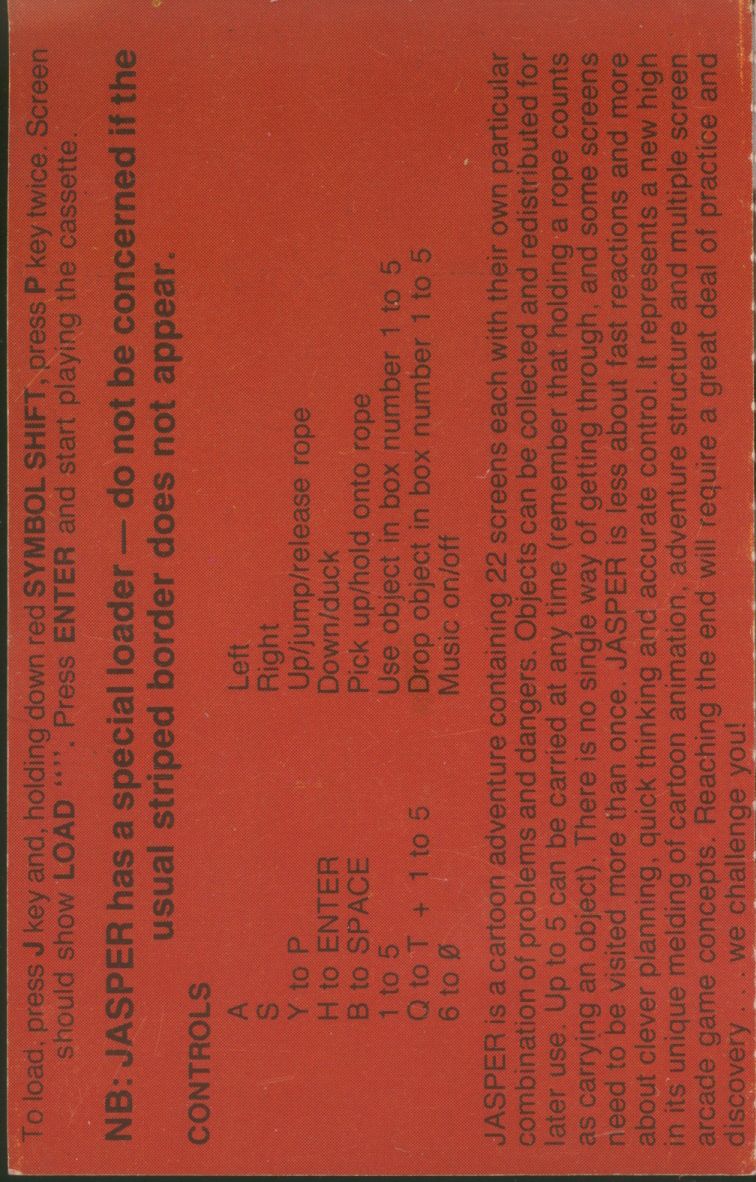 To load, press J key and, holding down red SYMBOL SHIFT, press P key twice. Screen
should show LOAD “”. Press ENTER and start playing the cassette.
NB: JASPER has a special loader — do not be concerned if the
usual striped border does not appear.
CONTROLS
A Left
S Right
Y to P Up/jump/release rope
H to ENTER Down/duck
B to SPACE Pick up/hold onto rope
1 to 5 Use object in box number 1 to 5
Q to T + 1 to 5 Drop object in box number 1 to 5
6 to Ø Music on/off
JASPER is a cartoon adventure containing 22 screens each with their own particular
combination of problems and dangers. Objects can be collected and redistributed for
later use. Up to 5 can be carried at any time (remember that holding a rope counts
as carrying an object). There is no single way of getting through, and some screens
need to be visited more than once. JASPER is less about fast reactions and more
about clever planning, quick thinking and accurate control. It represents a new high
in its unique melding of cartoon animation, adventure structure and multiple screen
arcade game concepts. Reaching the end will require a great deal of practice and
discovery . . . we challenge you!